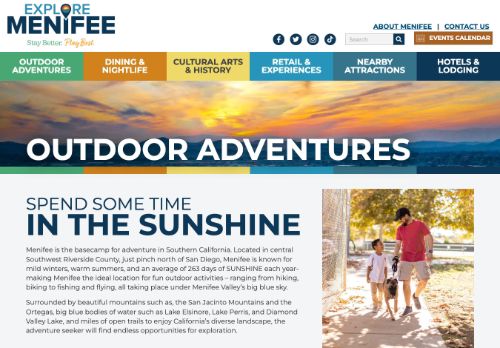 EXPLORE
MENIFEE
Stay Better. Play Best.
ABOUT MENIFEE | CONTACT US
Search
EVENTS CALENDAR
OUTDOOR ADVENTURES
DINING & NIGHTLIFE
CULTURAL ARTS & HISTORY
RETAIL & EXPERIENCES
NEARBY ATTRACTIONS
HOTELS & LODGING
OUTDOOR ADVENTURES
SPEND SOME TIME
IN THE SUNSHINE
Menifee is the basecamp for adventure in Southern California. Located in central
Southwest Riverside County, just pinch north of San Diego, Menifee is known for
mild winters, warm summers, and an average of 263 days of SUNSHINE each year-
making Menifee the ideal location for fun outdoor activities – ranging from hiking,
biking to fishing and flying, all taking place under Menifee Valley's big blue sky.
Surrounded by beautiful mountains such as, the San Jacinto Mountains and the
Ortegas, big blue bodies of water such as Lake Elsinore, Lake Perris, and Diamond
Valley Lake, and miles of open trails to enjoy California's diverse landscape, the
adventure seeker will find endless opportunities for exploration.